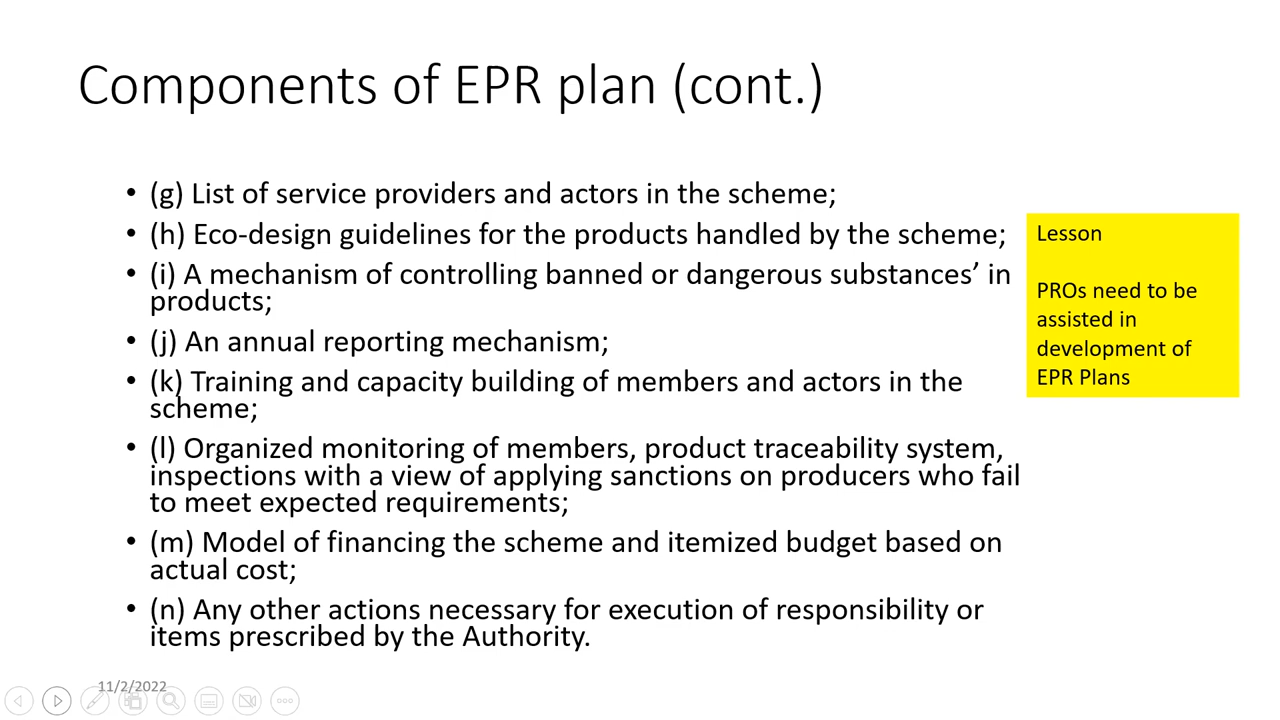 Components of EPR plan (cont.)
• (g) List of service providers and actors in the scheme;
• (h) Eco-design guidelines for the products handled by the scheme;
• (i) A mechanism of controlling banned or dangerous substances’ in
products;
• (j) An annual reporting mechanism;
• (k) Training and capacity building of members and actors in the
scheme;
• (l) Organized monitoring of members, product traceability system,
inspections with a view of applying sanctions on producers who fail
to meet expected requirements;
• (m) Model of financing the scheme and itemized budget based on
actual cost;
• (n) Any other actions necessary for execution of responsibility or
items prescribed by the Authority.
Lesson
PROs need to be
assisted in
development of
EPR Plans
11/2/2022